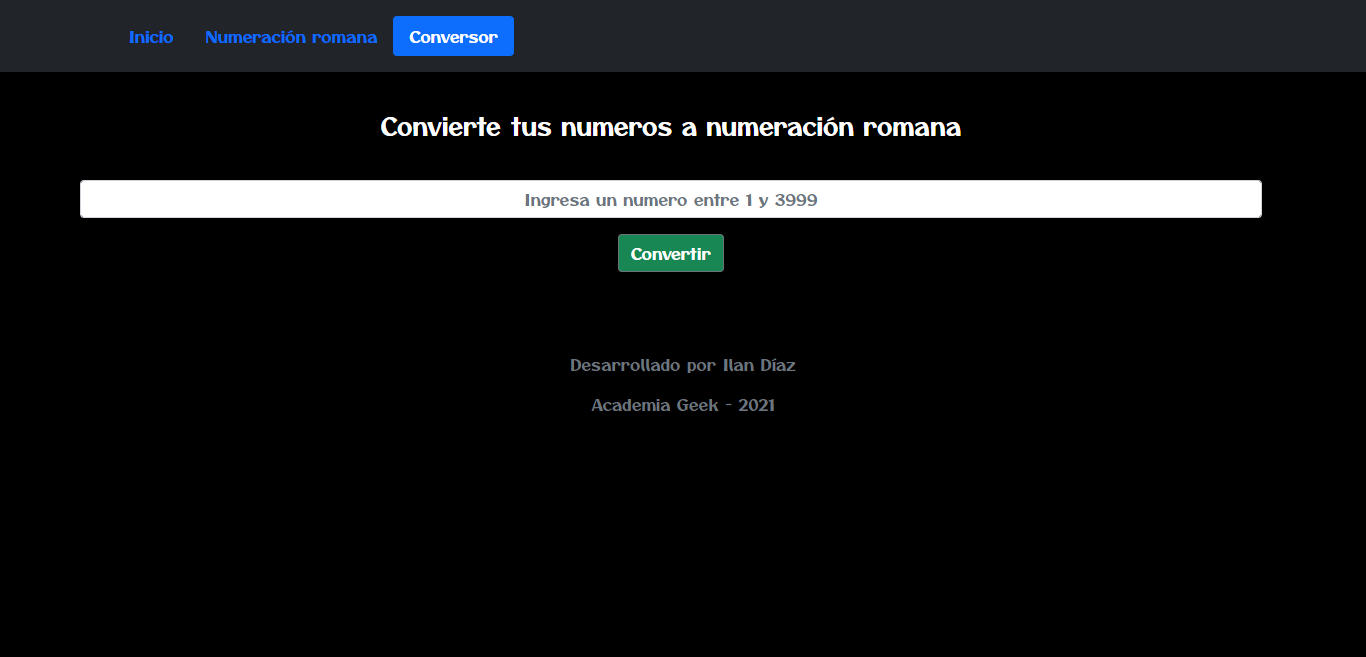 Inicio Numeración romana Conversor
Convierte tus numeros a numeración romana
Ingresa un numero entre 1 y 3999
Convertir
Desarrollado por Ilan Díaz
Academia Geek - 2021